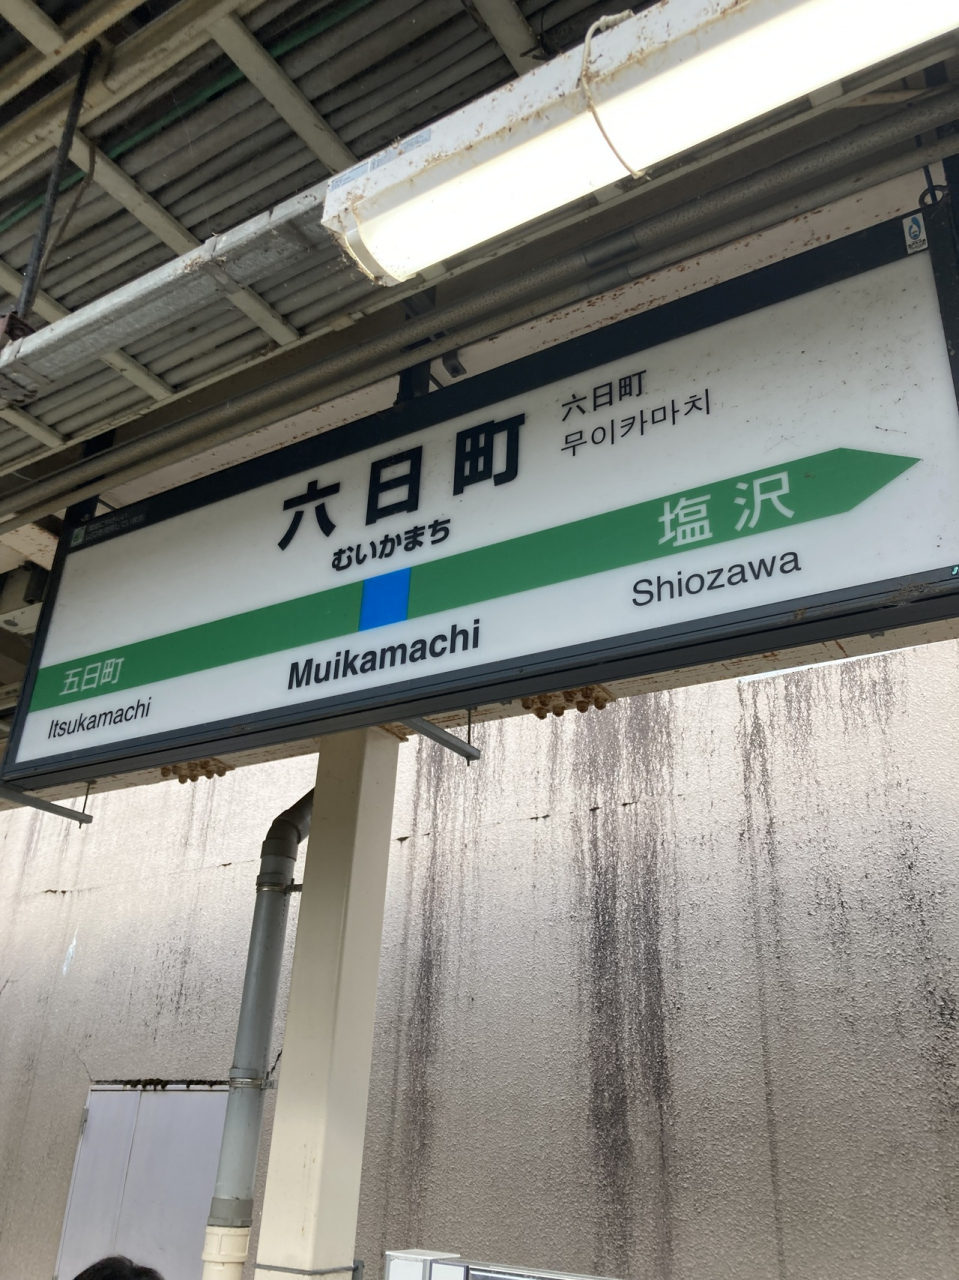 六日町
무이카마치
六日町
むいかまち
塩沢
五日町
Shiozawa
Muikamachi
Itsukamachi